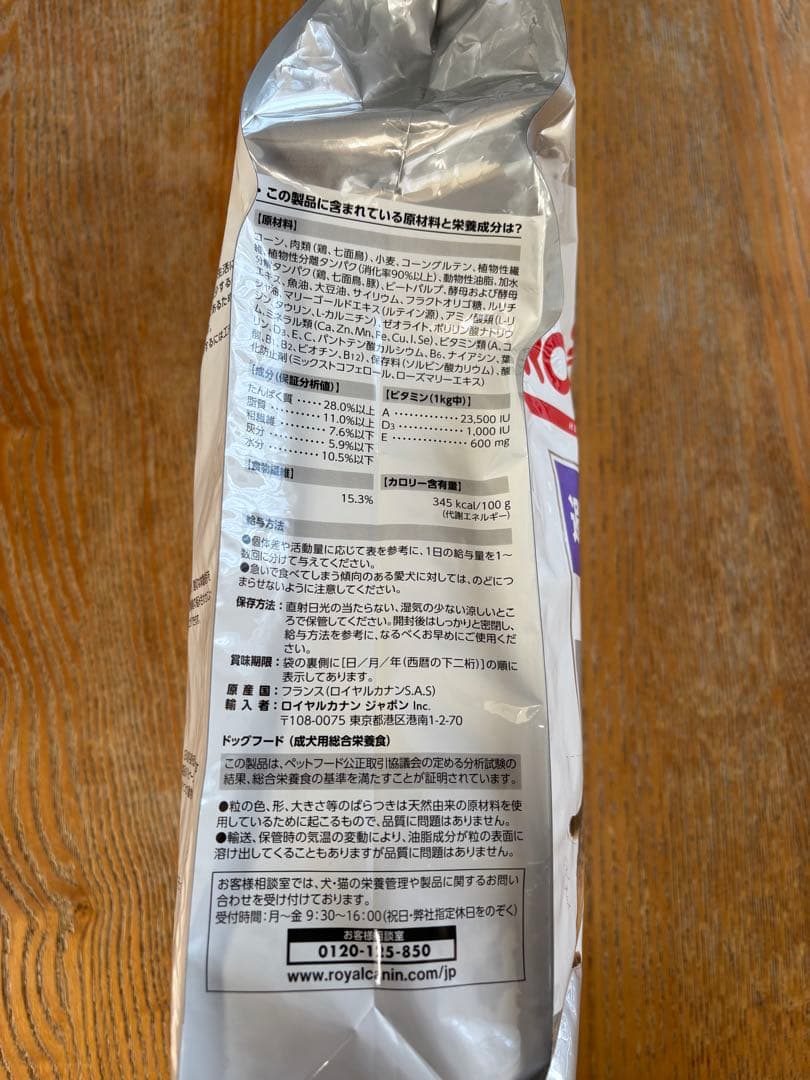 ・この製品に含まれている原材料と栄養成分は?
【原材料】
コーン、肉類(鶏、七面鳥)、小麦、コーングルテン、植物性繊
維、植物性分離タンパク(消化率90%以上)、動物性油脂、加水
分解タンパク(鶏、七面鳥、豚)、ビートパルプ、酵母および酵母
エキス、魚油、大豆油、サイリウム、フラクトオリゴ糖、ルリチ
シャ油、マリーゴールドエキス(ルテイン源)、アミノ酸類(L-リ
ジン、タウリン、L-カルニチン)、ゼオライト、ポリリン酸ナトリウ
ム、ミネラル類(Ca,Zn,Mn,Fe,Cu,I,Se)、ビタミン類(A、コ
リン、D3、E、C、パントテン酸カルシウム、B6、ナイアシン、葉
酸、B1、B2、ビオチン、B12)、保存料(ソルビン酸カリウム)、酸
化防止剤(ミックストコフェロール、ローズマリーエキス)
【成分(保証分析値)】
たんぱく質・・・・28.0%以上
脂質・・・・・・・・11.0%以上
粗繊維・・・・・・・7.6%以下
灰分・・・・・・・・5.9%以下
水分・・・・・・・10.5%以下
【ビタミン(1kg中)】
A・・・・・・・・・・23,500 IU
D3・・・・・・・・・・1,000 IU
E・・・・・・・・・・・600 mg
【食物繊維】
15.3%
【カロリー含有量】
345 kcal/100 g
(代謝エネルギー)
給与方法
●個体差や活動量に応じて表を参考に、1日の給与量を1〜
数回に分けて与えてください。
●急いで食べてしまう傾向のある愛犬に対しては、のどにつ
まらせないように注意してください。
保存方法:直射日光の当たらない、湿気の少ない涼しいとこ
ろで保管してください。開封後はしっかりと密閉し、
給与方法を参考に、なるべくお早めにご使用くだ
さい。
賞味期限:袋の裏側に[日/月/年(西暦の下二桁)]の順に
表示してあります。
原産国:フランス(ロイヤルカナンS.A.S)
輸入者:ロイヤルカナン ジャポン Inc.
〒108-0075 東京都港区港南1-2-70
ドッグフード(成犬用総合栄養食)
この製品は、ペットフード公正取引協議会の定める分析試験の
結果、総合栄養食の基準を満たすことが証明されています。
●粒の色、形、大きさ等のばらつきは天然由来の原材料を使
用しているために起こるもので、品質に問題はありません。
●輸送、保管時の気温の変動により、油脂成分が粒の表面に
溶け出してくることもありますが品質に問題はありません。
お客様相談室では、犬・猫の栄養管理や製品に関するお問い
合わせを受け付けております。
受付時間:月〜金 9:30〜16:00(祝日・弊社指定休日をのぞく)
お客様相談室
0120-125-850
www.royalcanin.com/jp